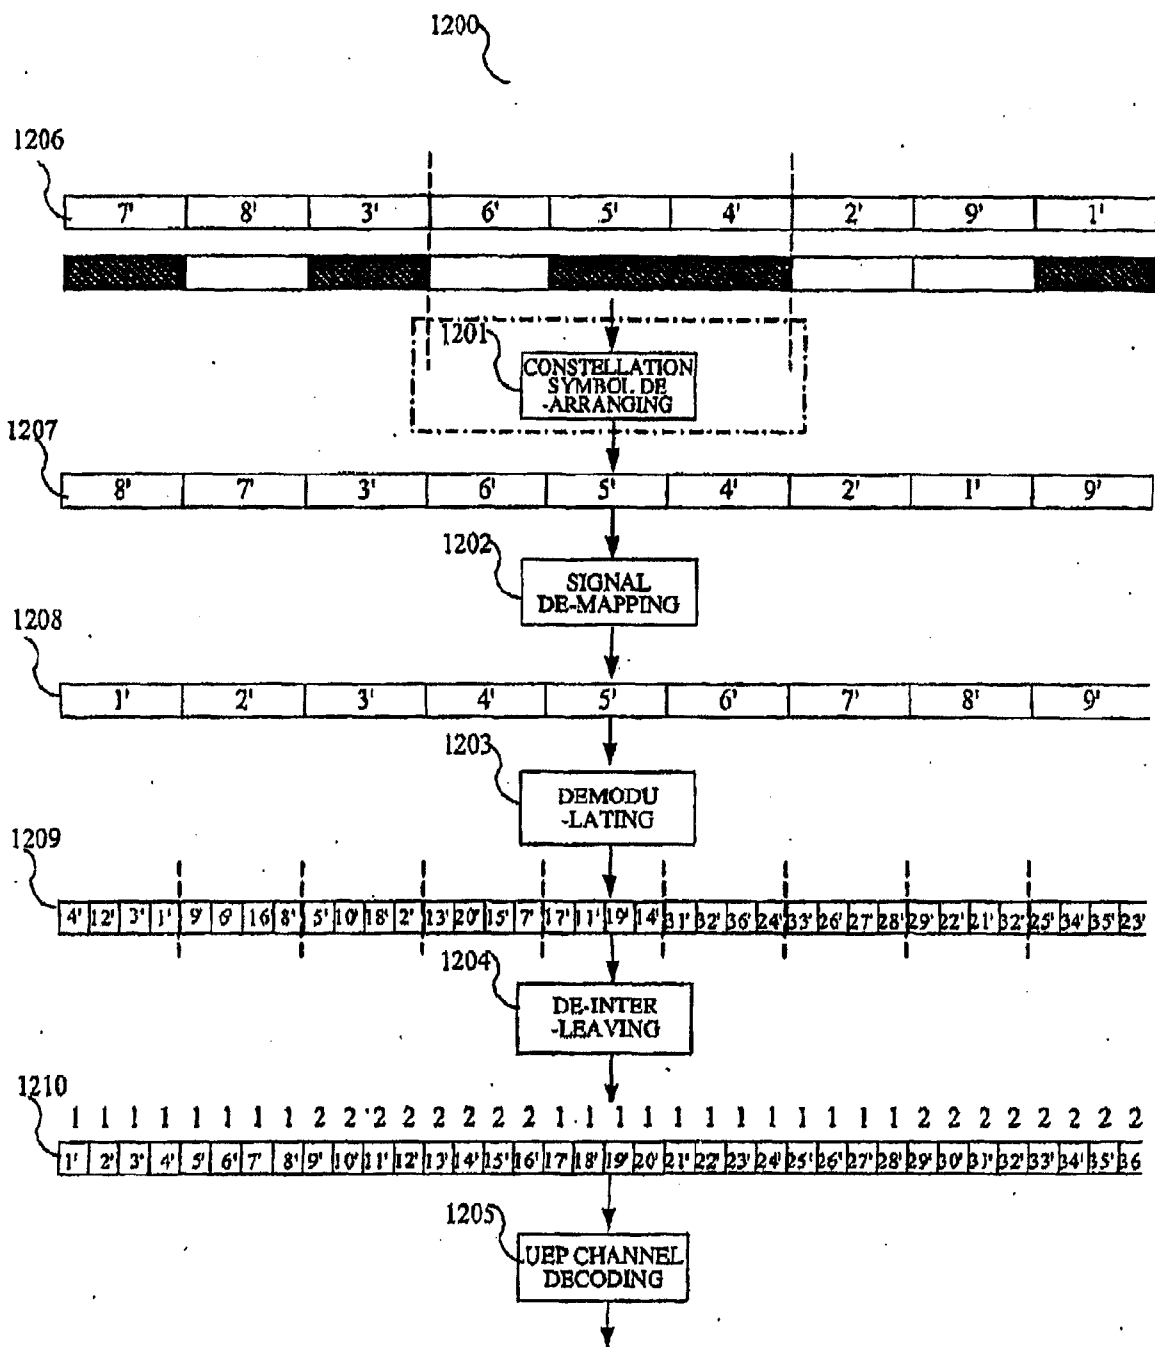 1200
1206
7' 8' 3' 6' 5' 4' 2' 9' 1'
1201
CONSTELLATION
SYMBOL DE
-ARRANGING
1207
8' 7' 3' 6' 5' 4' 2' 1' 9'
1202
SIGNAL
DE-MAPPING
1208
1' 2' 3' 4' 5' 6' 7' 8' 9'
1203
DEMODU
-LATING
1209
4' 12' 3' 1' 9' 6' 16 8' 5' 10' 18' 2' 13' 20' 15' 7' 17' 11' 19' 14' 31' 32' 36' 24' 33' 26' 27' 28' 29' 22' 21' 32' 25' 34' 35' 23'
1204
DE-INTER
-LEAVING
1210
1 1 1 1 1 1 1 1 2 2 2 2 2 2 2 2 1 1 1 1 1 1 1 1 1 1 1 1 2 2 2 2 2 2 2 2
1' 2' 3' 4' 5' 6' 7' 8' 9' 10' 11' 12' 13' 14' 15' 16' 17' 18' 19' 20' 21' 22' 23' 24' 25' 26' 27' 28' 29' 30' 31' 32' 33' 34' 35' 36
1205
UEP CHANNEL
DECODING